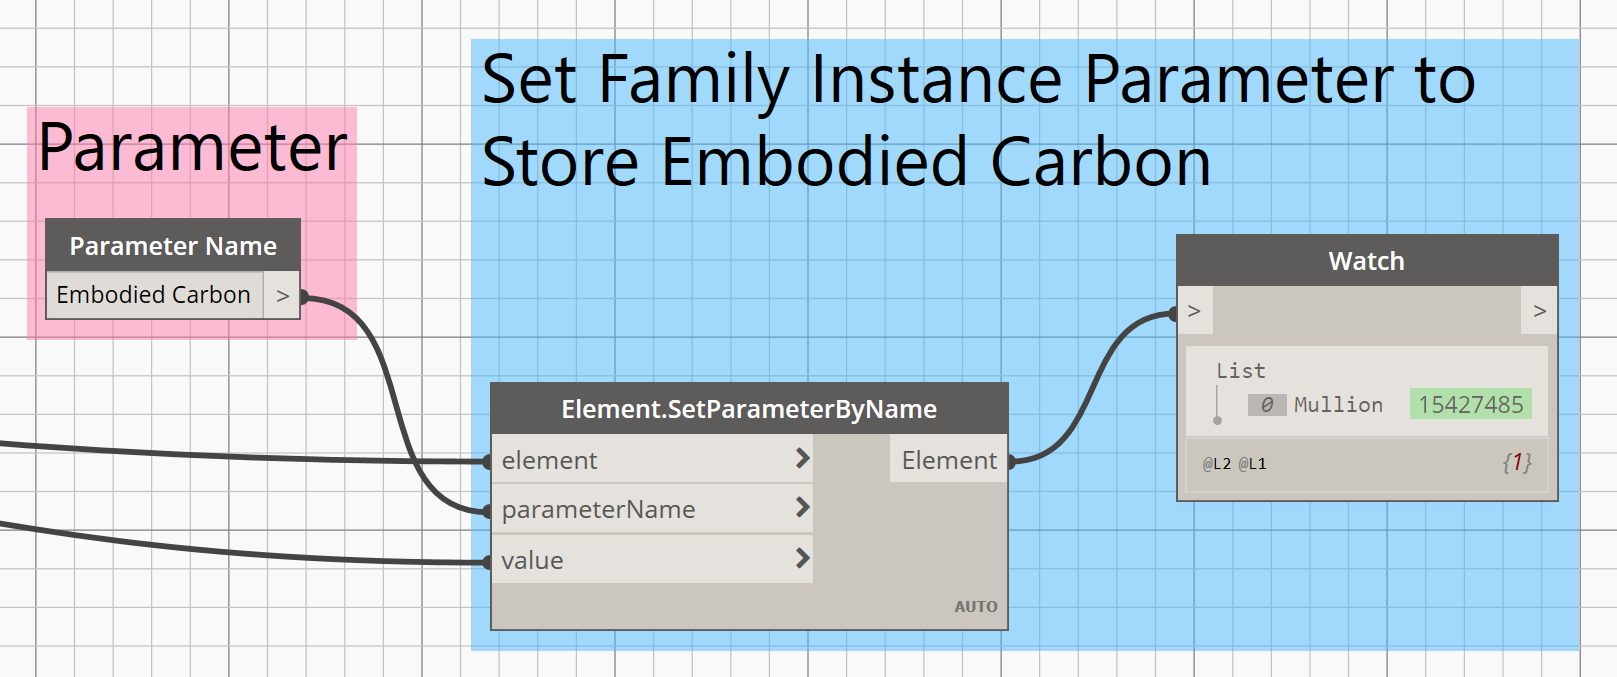 Parameter
Parameter Name
Embodied Carbon >
Set Family Instance Parameter to
Store Embodied Carbon
Element.SetParameterByName
element > Element
parameterName >
value >
AUTO
Watch
> >
List
0 Mullion 15427485
@L2 @L1 {1}